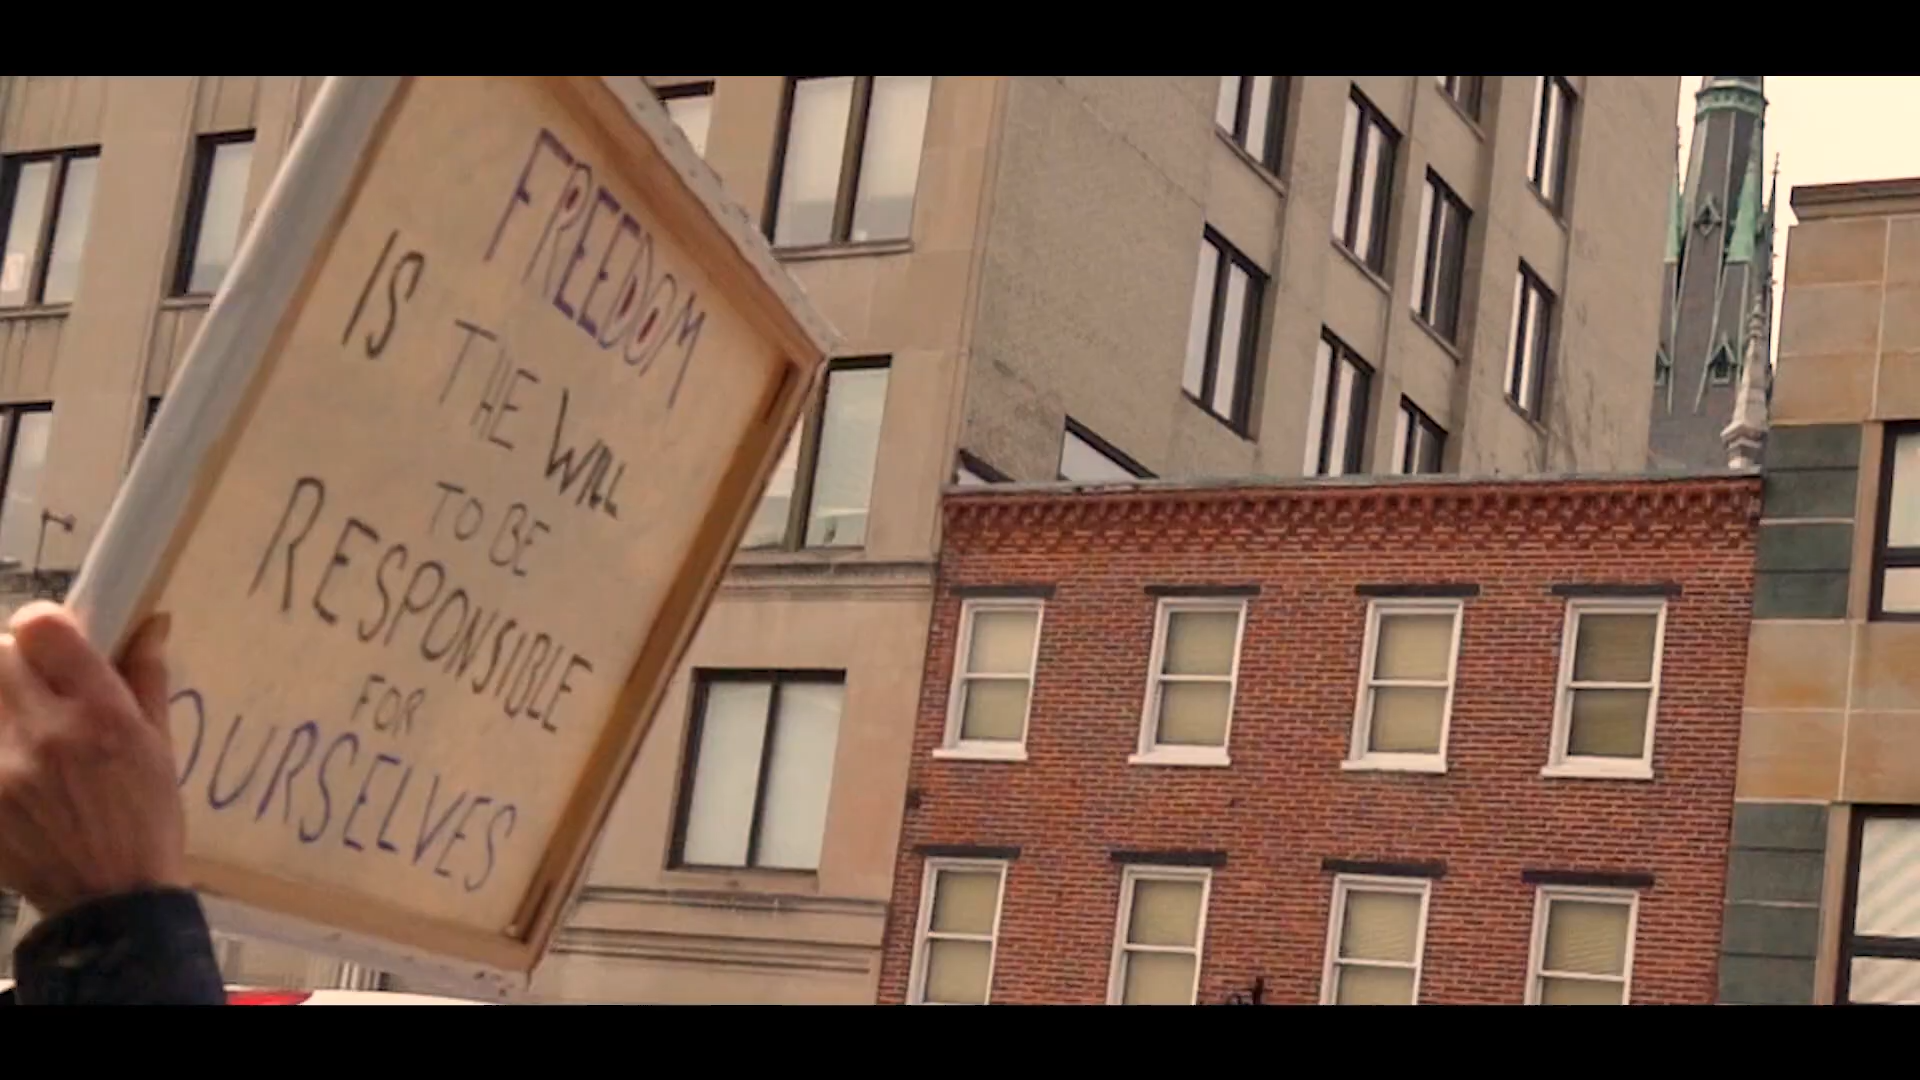 FREEDOM
IS THE WILL
TO BE
RESPONSIBLE
FOR
OURSELVES